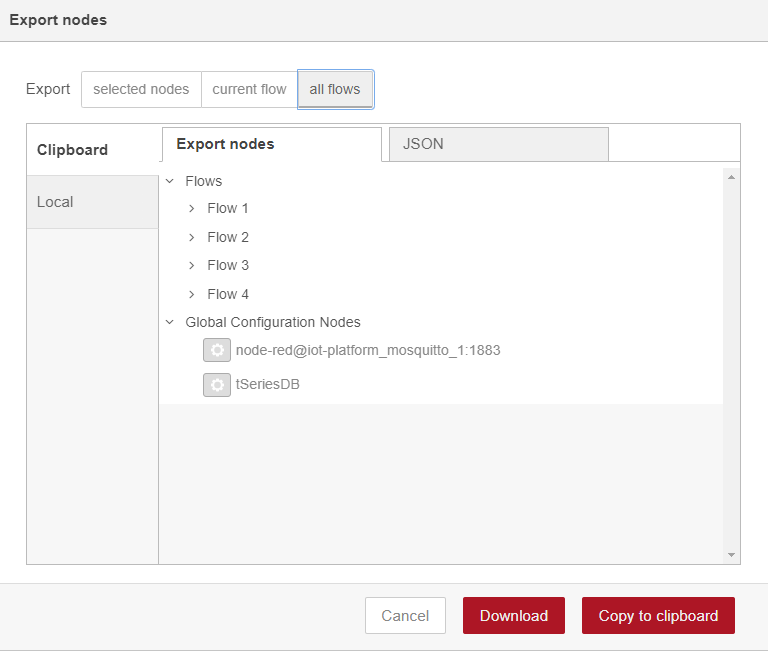 Export nodes
Export selected nodes current flow all flows
Clipboard
Export nodes
JSON
Local
Flows
Flow 1
Flow 2
Flow 3
Flow 4
Global Configuration Nodes
node-red@iot-platform_mosquitto_1:1883
tSeriesDB
Cancel Download Copy to clipboard